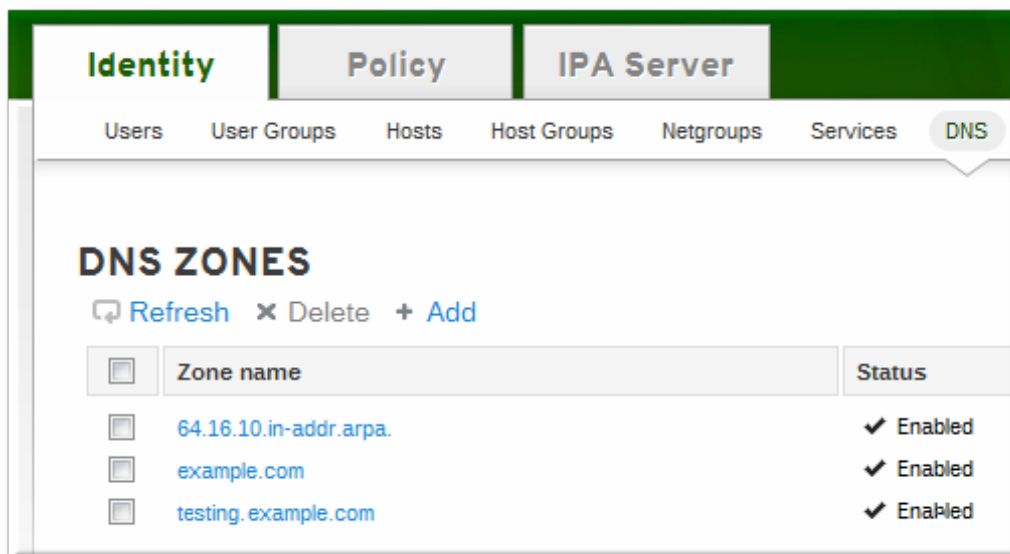 Identity Policy IPA Server
Users User Groups Hosts Host Groups Netgroups Services DNS
DNS ZONES
Refresh Delete Add
Zone name Status
64.16.10.in-addr.arpa. Enabled
example.com Enabled
testing.example.com Enabled